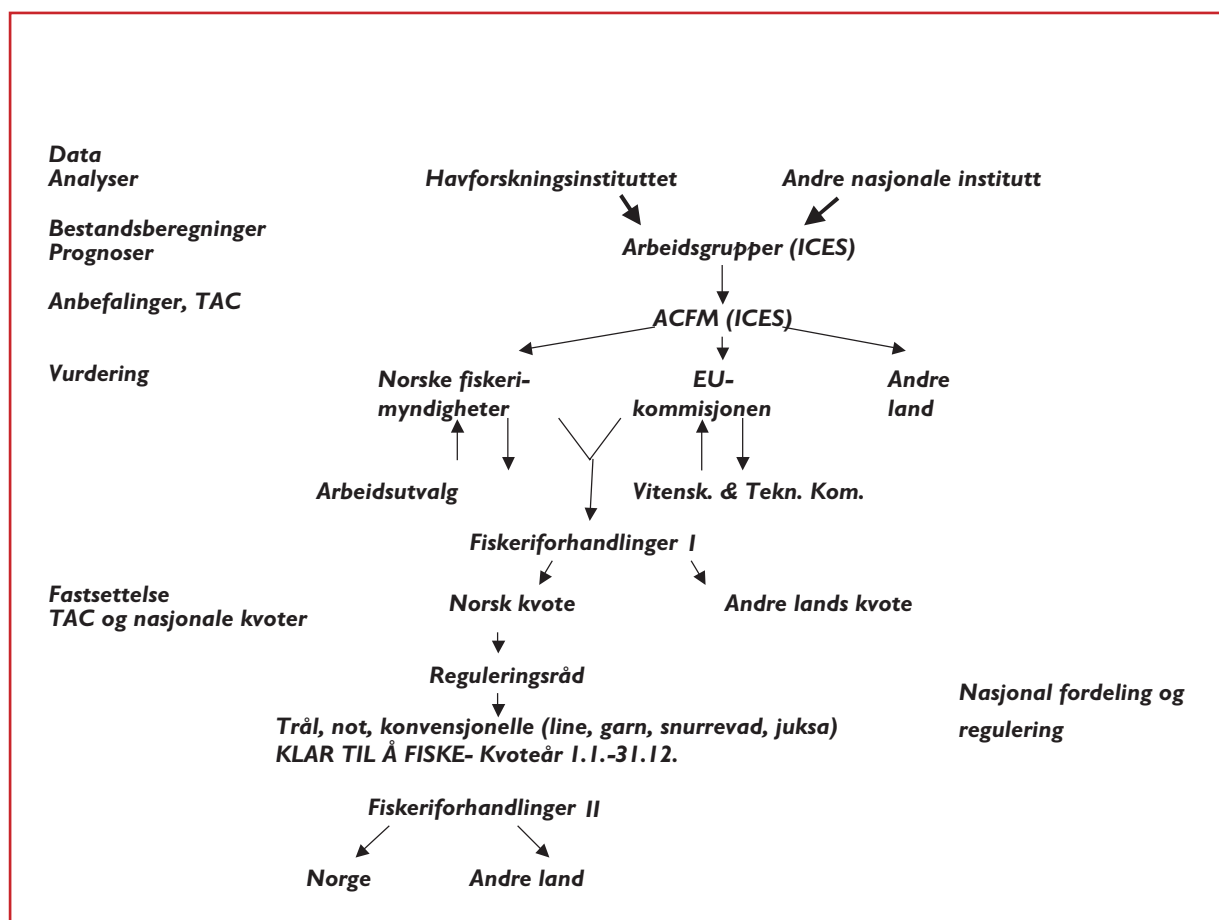 Data
Analyser
Havforskningsinstituttet
Andre nasjonale institutt
Bestandsberegninger
Prognoser
Arbeidsgrupper (ICES)
Anbefalinger, TAC
ACFM (ICES)
Vurdering
Norske fiskeri-
myndigheter
EU-
kommisjonen
Andre
land
Arbeidsutvalg
Vitensk. & Tekn. Kom.
Fiskeriforhandlinger I
Fastsettelse
TAC og nasjonale kvoter
Norsk kvote
Andre lands kvote
Reguleringsråd
Nasjonal fordeling og
regulering
Trål, not, konvensjonelle (line, garn, snurrevad, juksa)
KLAR TIL Å FISKE- Kvoteår 1.1.-31.12.
Fiskeriforhandlinger II
Norge
Andre land